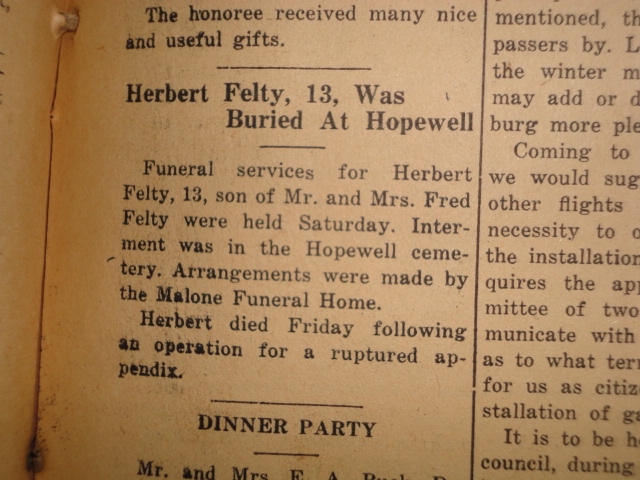 The honoree received many nice
and useful gifts.
Herbert Felty, 13, Was
Buried At Hopewell
Funeral services for Herbert
Felty, 13, son of Mr. and Mrs. Fred
Felty were held Saturday. Inter-
ment was in the Hopewell ceme-
tery. Arrangements were made by
the Malone Funeral Home.
Herbert died Friday following
an operation for a ruptured ap-
pendix.
DINNER PARTY
Mr. and Mrs. E. A.
mentioned, th
passers by. L
the winter m
may add or d
burg more ple
Coming to
we would sug
other flights
necessity to o
the installation
quires the app
mittee of two
municate with
as to what ter
for us as citiz
stallation of ga
It is to be h
council, during